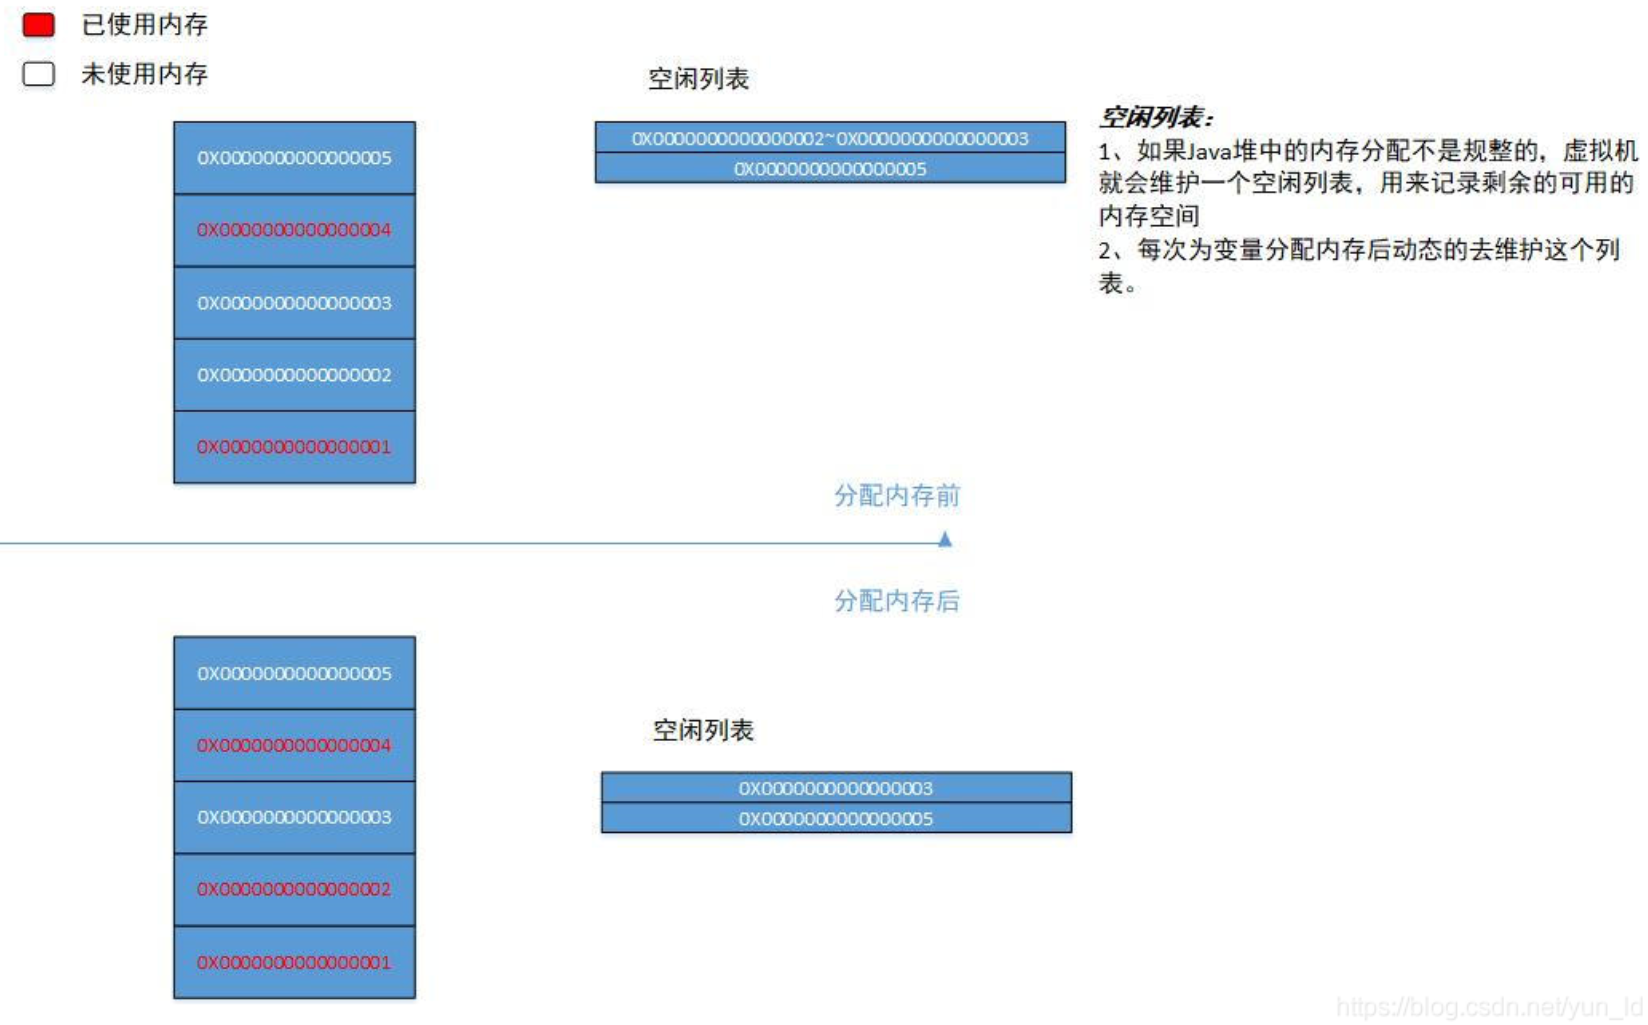 已使用内存
未使用内存
空闲列表
0X0000000000000005
0X0000000000000004
0X0000000000000003
0X0000000000000002
0X0000000000000001
0X0000000000000002~0X0000000000000003
0X0000000000000005
空闲列表：
1、如果Java堆中的内存分配不是规整的，虚拟机
就会维护一个空闲列表，用来记录剩余的可用的
内存空间
2、每次为变量分配内存后动态的去维护这个列
表。
分配内存前
分配内存后
0X0000000000000005
0X0000000000000004
0X0000000000000003
0X0000000000000002
0X0000000000000001
空闲列表
0X0000000000000003
0X0000000000000005
https://blog.csdn.net/yun_ld